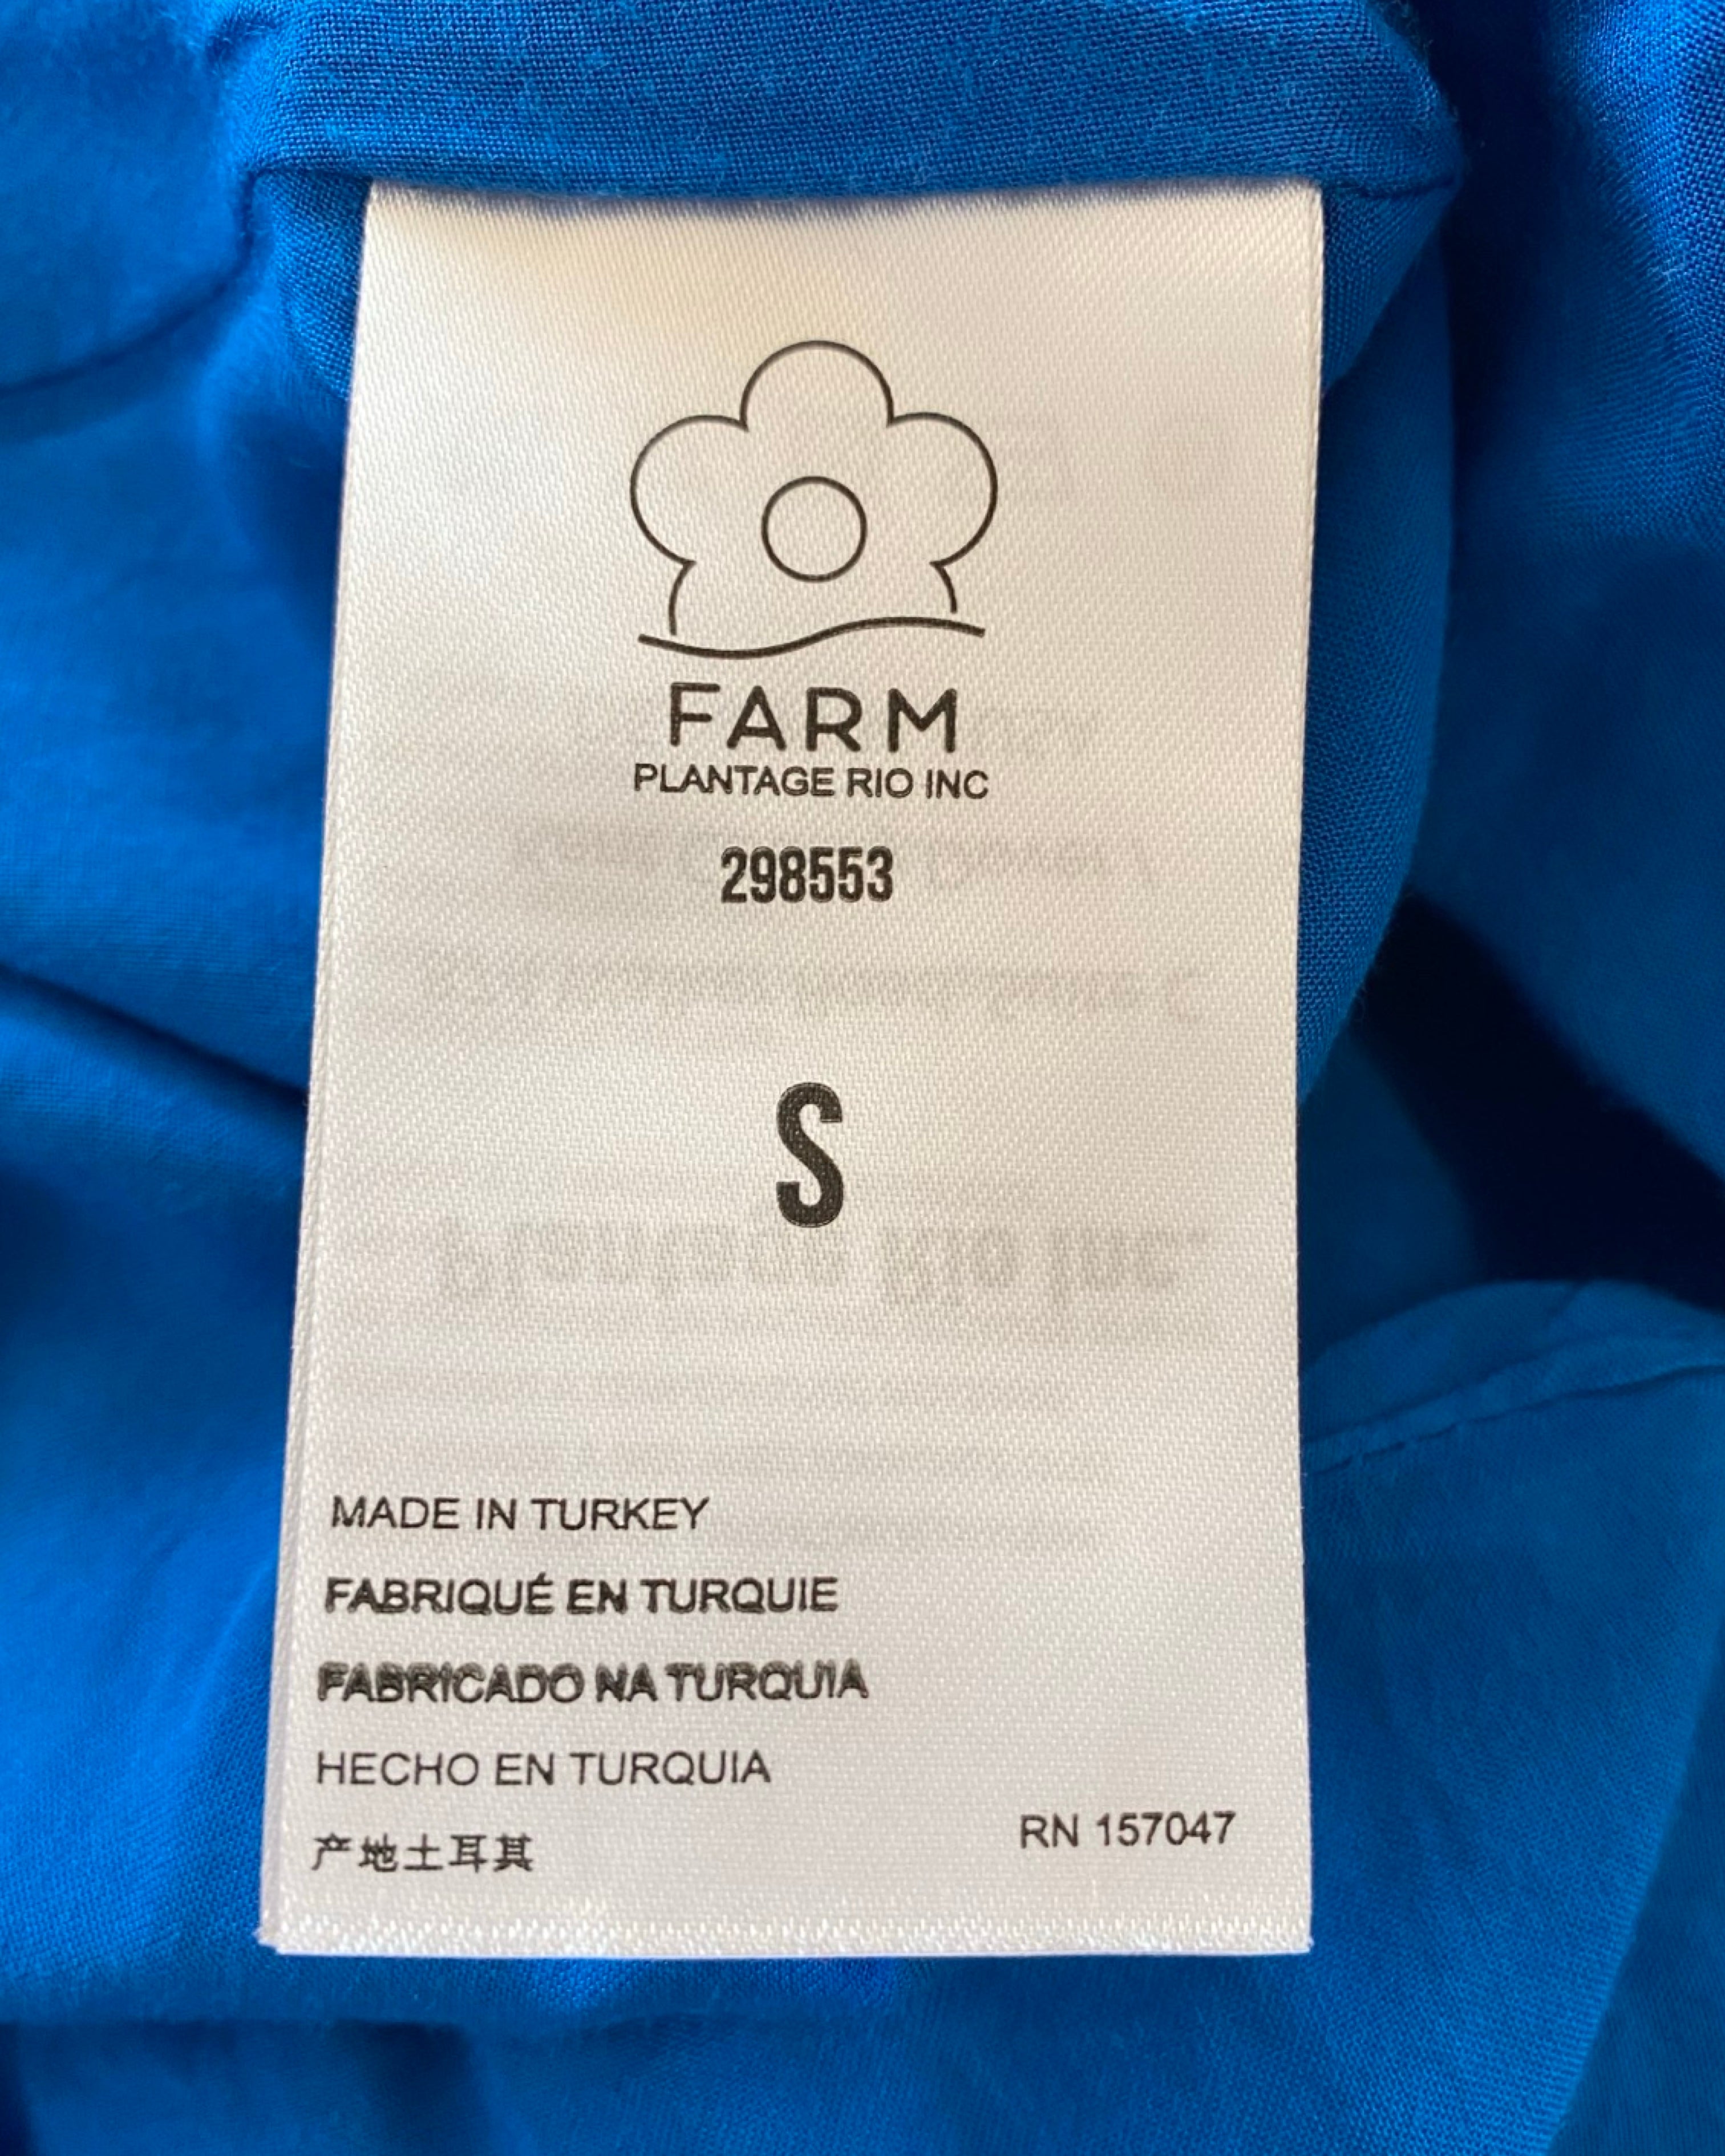 FARM
PLANTAGE RIO INC
298553
S
MADE IN TURKEY
FABRIQUÉ EN TURQUIE
FABRICADO NA TURQUIA
HECHO EN TURQUIA
产地土耳其
RN 157047